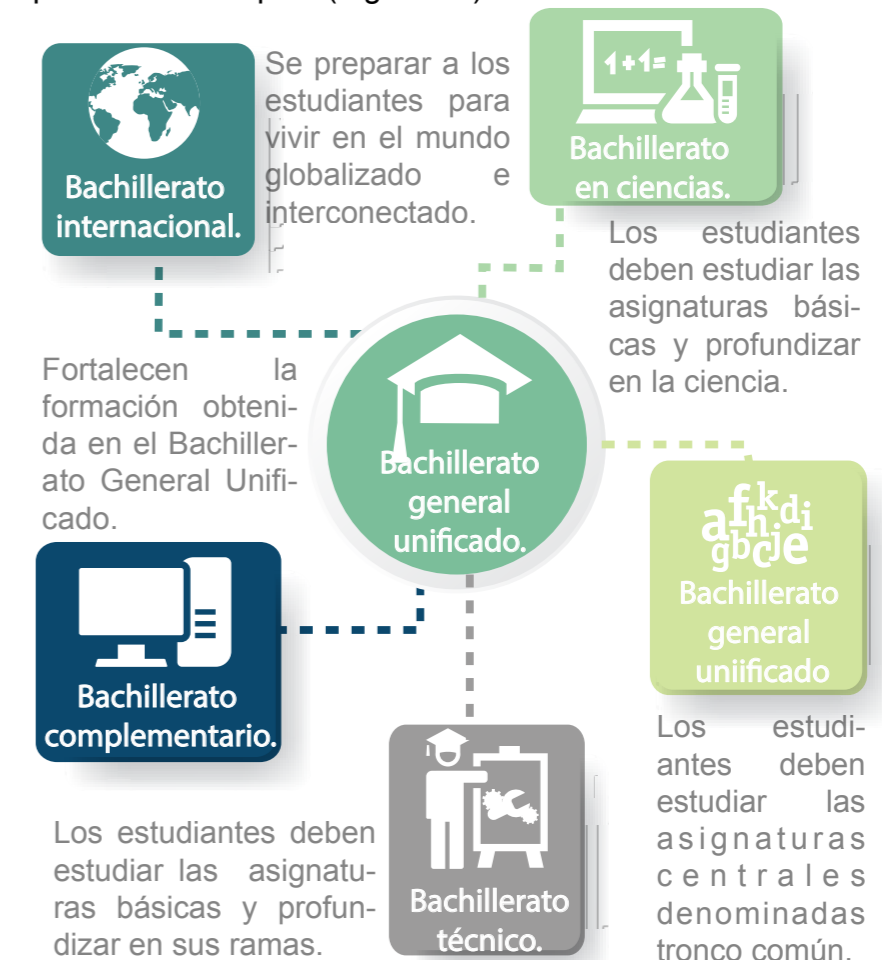 Bachillerato
internacional.
Se preparar a los
estudiantes para
vivir en el mundo
globalizado e
interconectado.
1+1=
Bachillerato
en ciencias.
Los estudiantes
deben estudiar las
asignaturas bási-
cas y profundizar
en la ciencia.
Bachillerato
general
unificado.
Fortalecen la
formación obteni-
da en el Bachiller-
ato General Unifi-
cado.
Bachillerato
complementario.
afhkdi
gbcje
Bachillerato
general
uniificado
Los estudi-
antes deben
estudiar las
asignaturas
centrales
denominadas
tronco común.
Bachillerato
técnico.
Los estudiantes deben
estudiar las asignatu-
ras básicas y profun-
dizar en sus ramas.